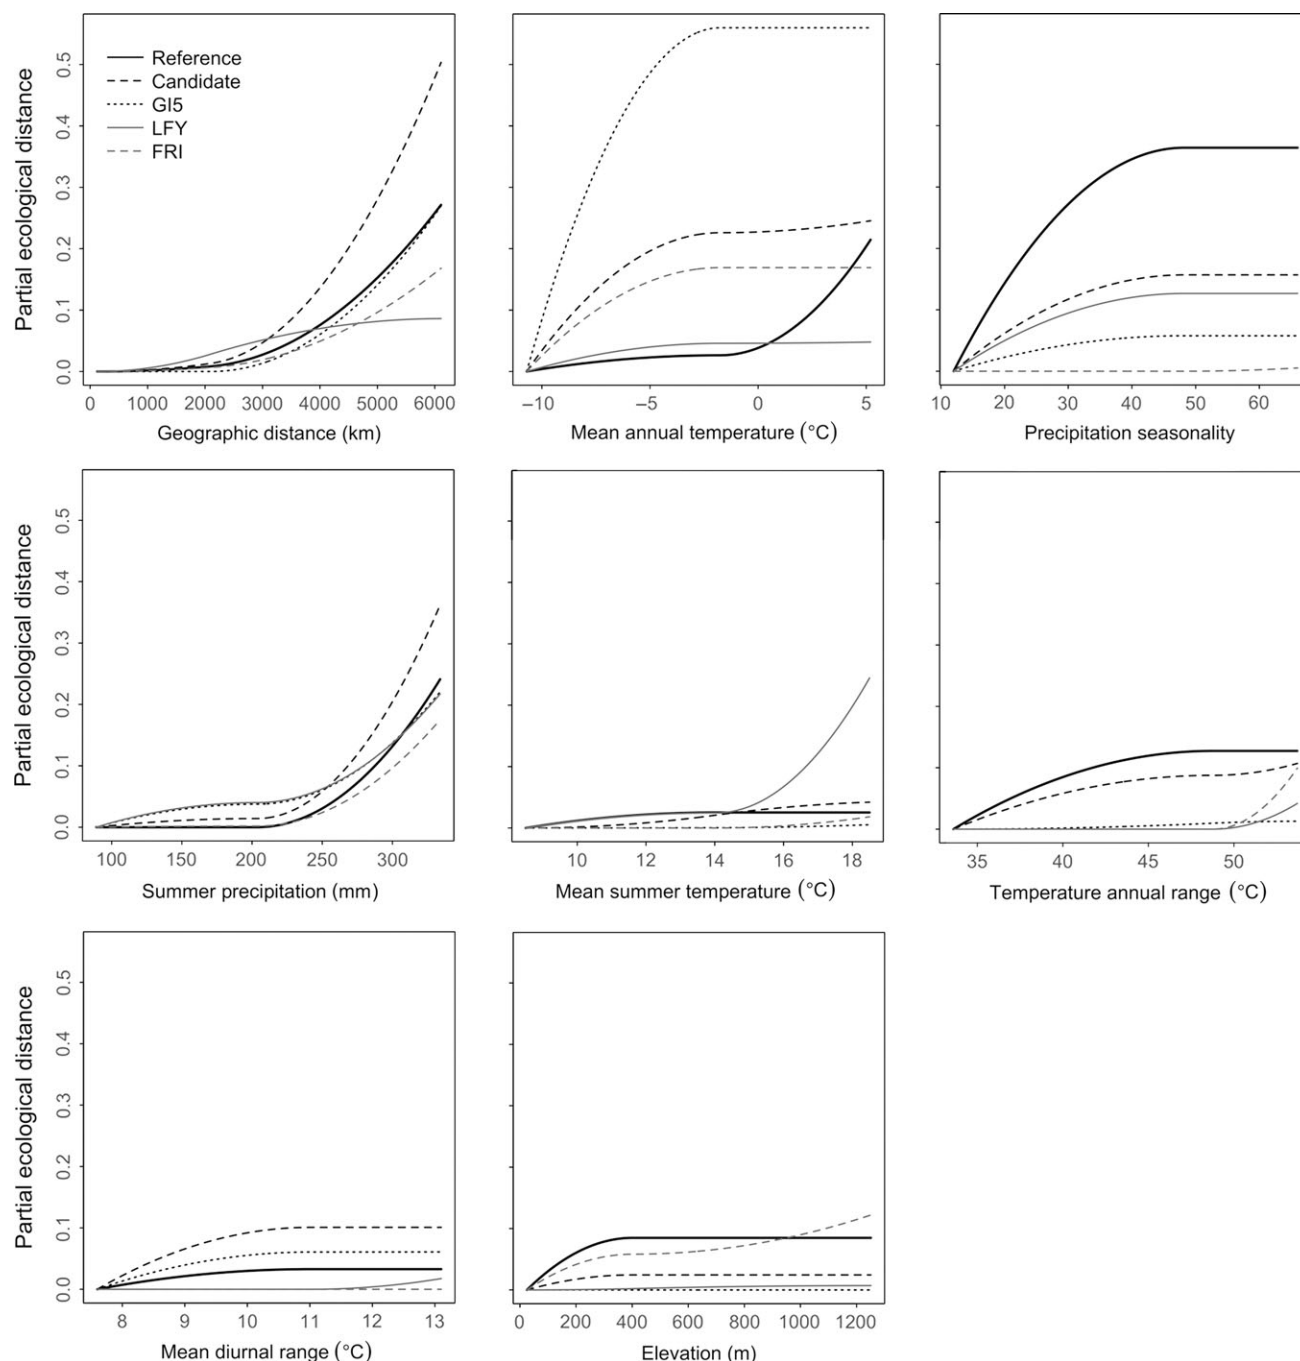 Partial ecological distance
0.0 0.1 0.2 0.3 0.4 0.5
Reference
Candidate
GI5
LFY
FRI
0 1000 2000 3000 4000 5000 6000
Geographic distance (km)
−10 −5 0 5
Mean annual temperature (°C)
10 20 30 40 50 60
Precipitation seasonality
Partial ecological distance
0.0 0.1 0.2 0.3 0.4 0.5
100 150 200 250 300
Summer precipitation (mm)
10 12 14 16 18
Mean summer temperature (°C)
35 40 45 50
Temperature annual range (°C)
Partial ecological distance
0.0 0.1 0.2 0.3 0.4 0.5
8 9 10 11 12 13
Mean diurnal range (°C)
0 200 400 600 800 1000 1200
Elevation (m)